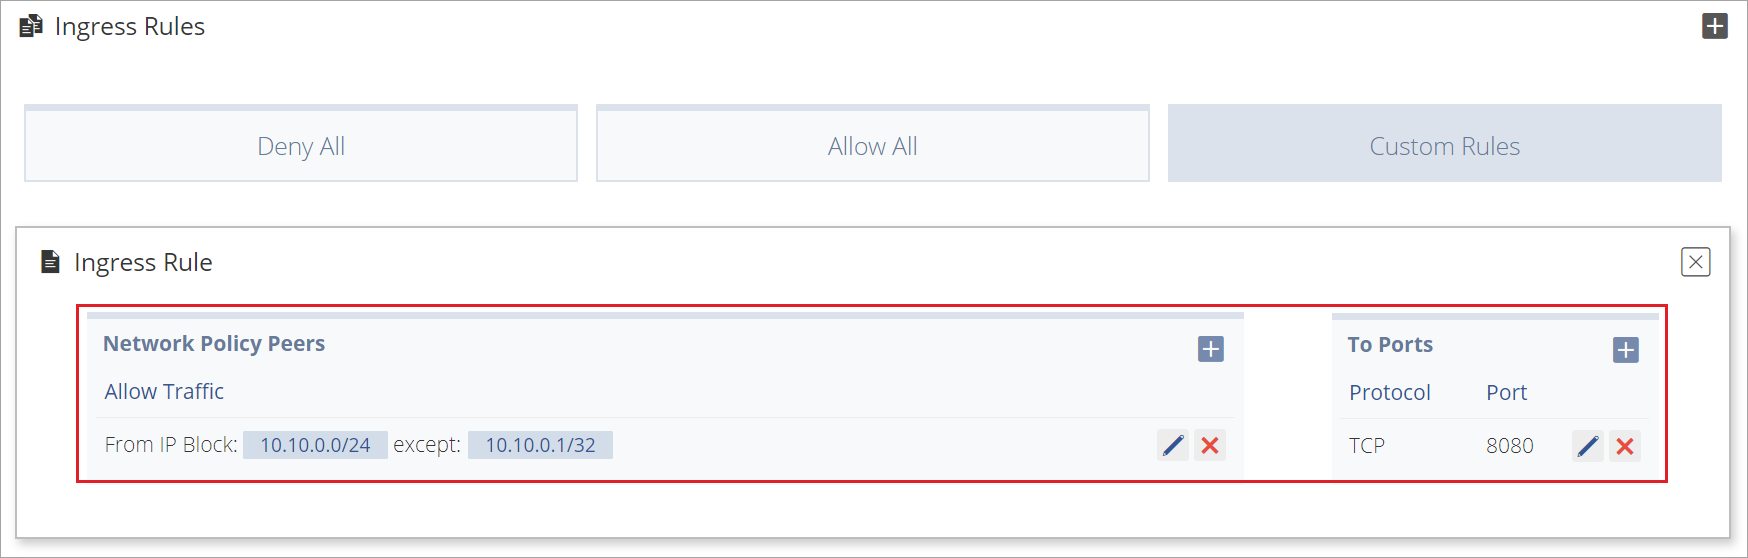 Ingress Rules
Deny All
Allow All
Custom Rules
Ingress Rule
Network Policy Peers
Allow Traffic
From IP Block: 10.10.0.0/24 except: 10.10.0.1/32
To Ports
Protocol Port
TCP 8080